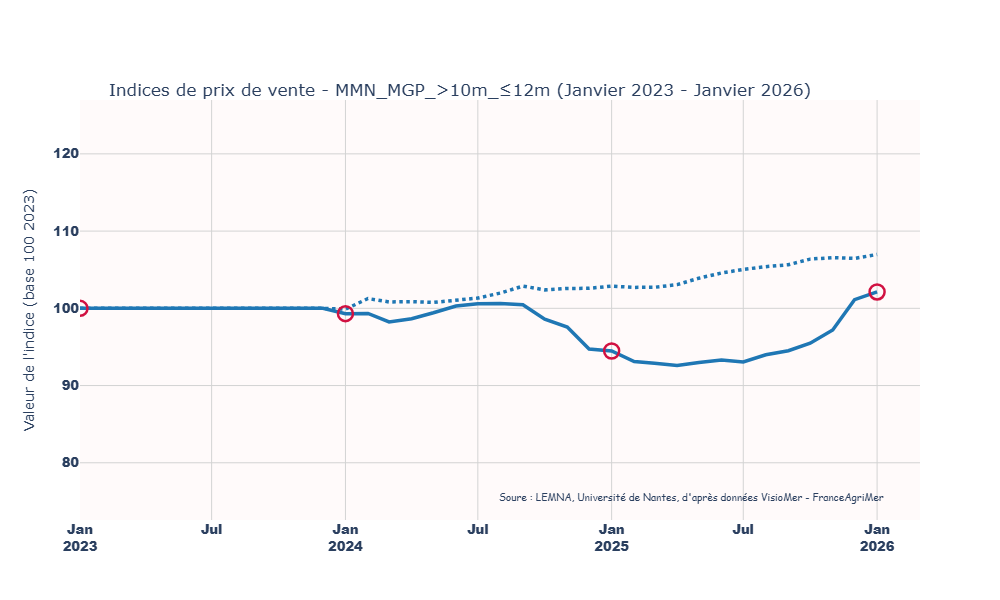 Indices de prix de vente - MMN_MGP_>10m_≤12m (Janvier 2023 - Janvier 2026)
Valeur de l'indice (base 100 2023)
120
110
100
90
80
Soure : LEMNA, Université de Nantes, d'après données VisioMer - FranceAgriMer
Jan Jul Jan Jul Jan Jul Jan
2023 2024 2025 2026